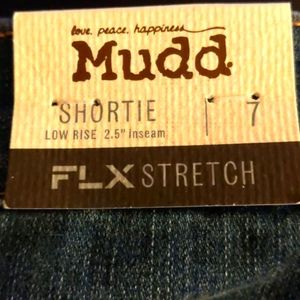 love. peace. happiness
Mudd.
SHORTIE 7
LOW RISE 2.5" inseam
FLX STRETCH